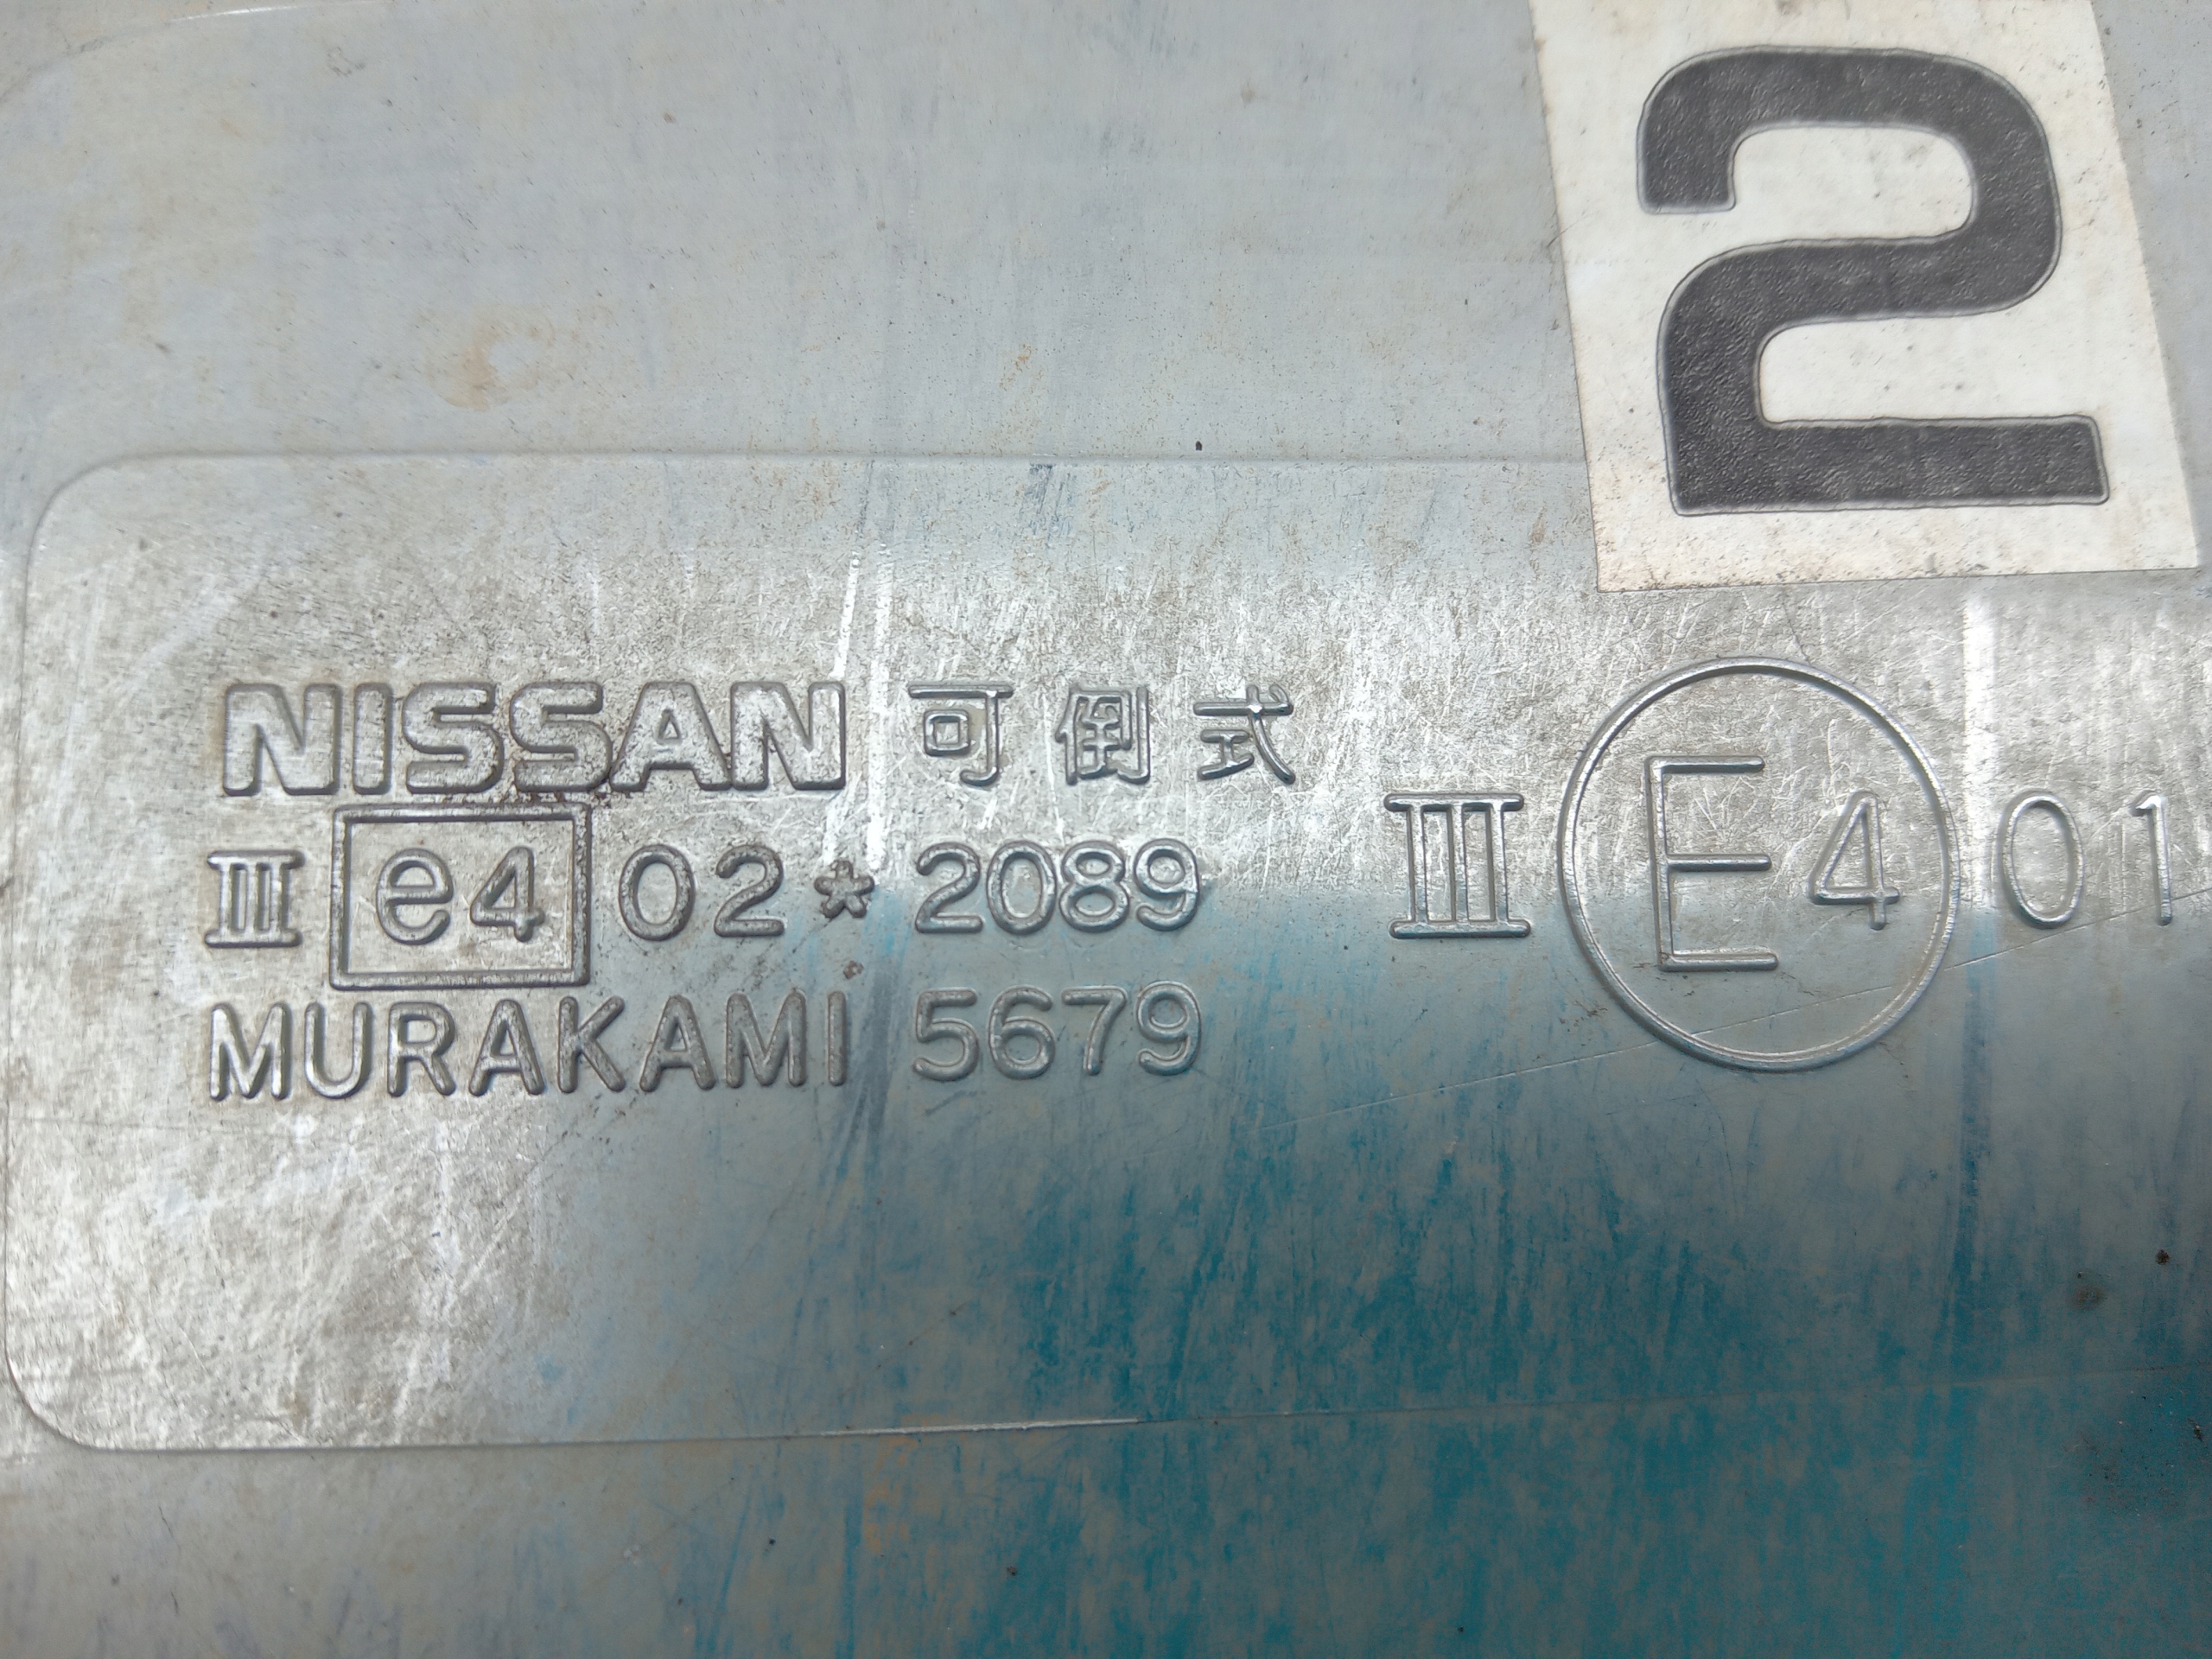 2
NISSAN 可倒式
III e4 02*2089 III E4 01
MURAKAMI 5679